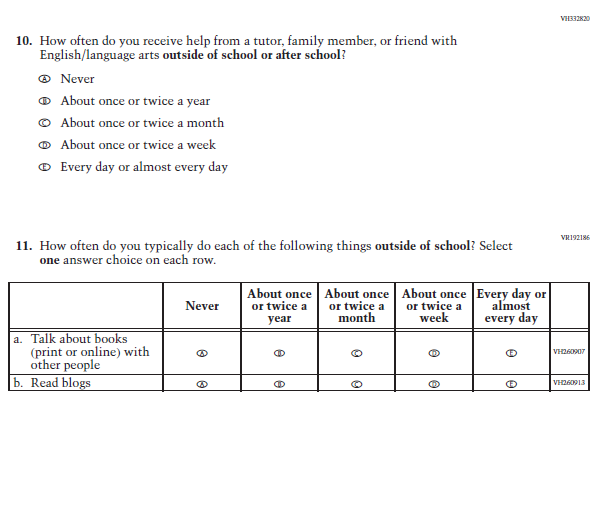 VH332820
10. How often do you receive help from a tutor, family member, or friend with
English/language arts outside of school or after school?
Ⓐ Never
Ⓑ About once or twice a year
Ⓒ About once or twice a month
Ⓓ About once or twice a week
Ⓔ Every day or almost every day
VR192186
11. How often do you typically do each of the following things outside of school? Select
one answer choice on each row.
Never
About once or twice a year
About once or twice a month
About once or twice a week
Every day or almost every day
a. Talk about books
(print or online) with
other people
Ⓐ Ⓑ Ⓒ Ⓓ Ⓔ VH260907
b. Read blogs Ⓐ Ⓑ Ⓒ Ⓓ Ⓔ VH260913